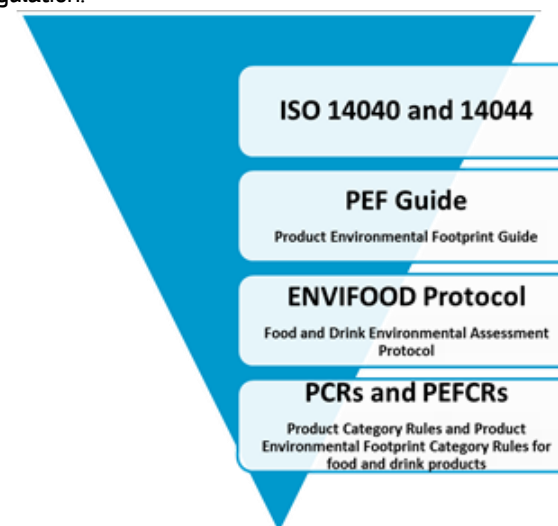 gulation.
ISO 14040 and 14044
PEF Guide
Product Environmental Footprint Guide
ENVIFOOD Protocol
Food and Drink Environmental Assessment
Protocol
PCRs and PEFCRs
Product Category Rules and Product
Environmental Footprint Category Rules for
food and drink products